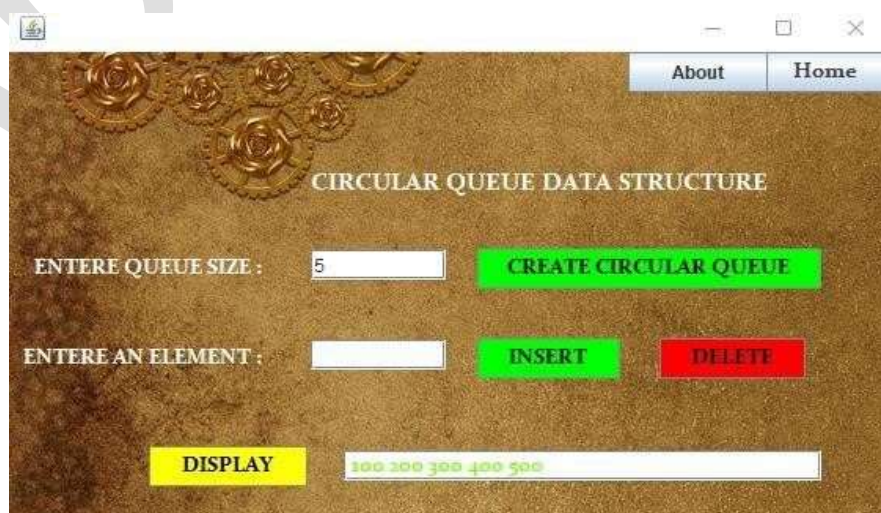 About Home
CIRCULAR QUEUE DATA STRUCTURE
ENTERE QUEUE SIZE : 5 CREATE CIRCULAR QUEUE
ENTERE AN ELEMENT : INSERT DELETE
DISPLAY 100 200 300 400 500